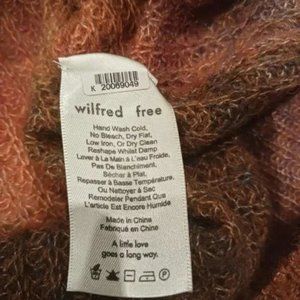 K 20069049
wilfred free
Hand Wash Cold,
No Bleach, Dry Flat,
Low Iron, Or Dry Clean
Reshape Whilst Damp
Laver à La Main à L'eau Froide,
Pas De Blanchiment,
Sécher à Plat,
Repasser à Basse Température,
Ou Nettoyer à Sac
Remodeler Pendant Que
L'article Est Encore Humide
Made in China
Fabriqué en China
A little love
goes a long way.